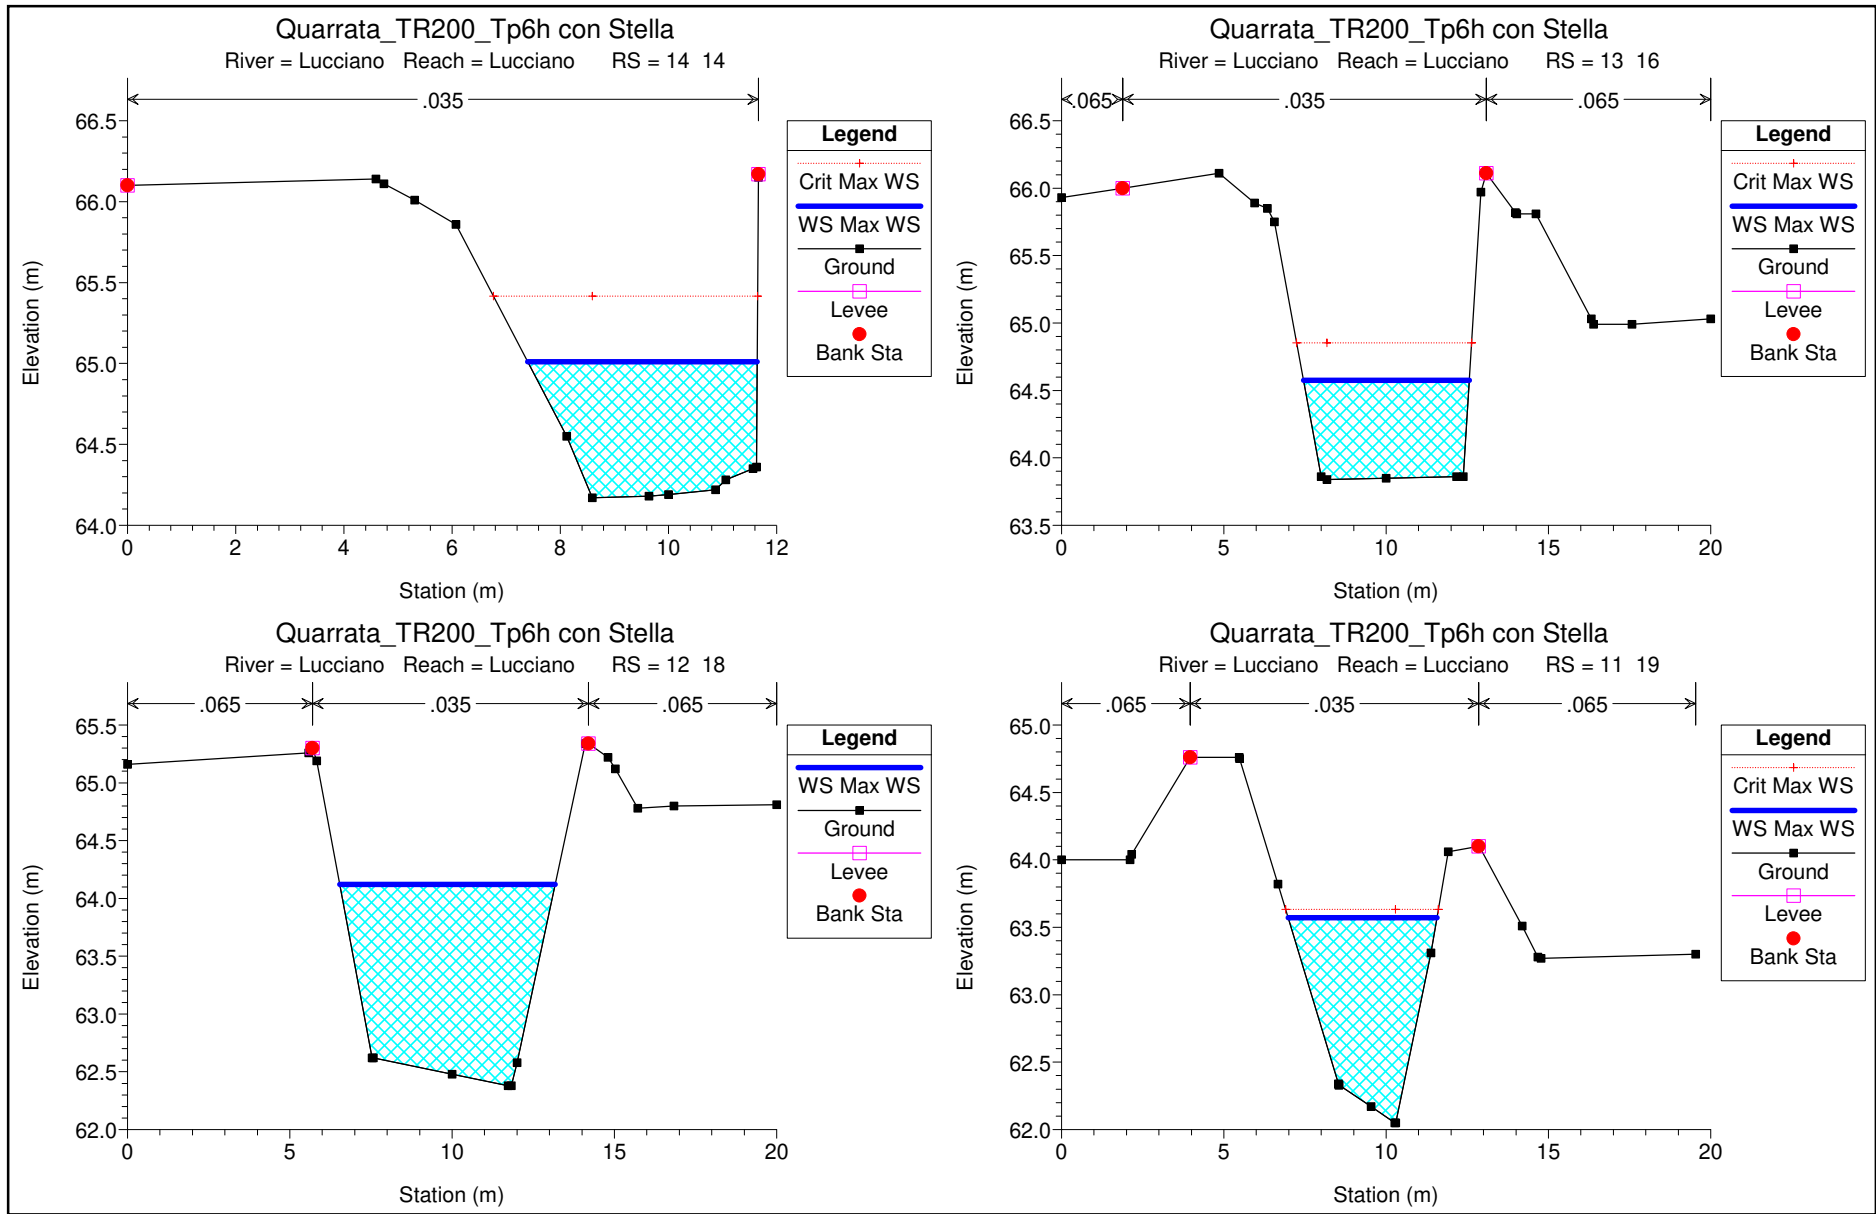 Quarrata_TR200_Tp6h con Stella
River = Lucciano Reach = Lucciano RS = 14 14
.035
66.5
66.0
65.5
65.0
64.5
64.0
0 2 4 6 8 10 12
Station (m)
Elevation (m)
Legend
Crit Max WS
WS Max WS
Ground
Levee
Bank Sta
Quarrata_TR200_Tp6h con Stella
River = Lucciano Reach = Lucciano RS = 13 16
.065 .035 .065
66.5
66.0
65.5
65.0
64.5
64.0
63.5
0 5 10 15 20
Station (m)
Elevation (m)
Legend
Crit Max WS
WS Max WS
Ground
Levee
Bank Sta
Quarrata_TR200_Tp6h con Stella
River = Lucciano Reach = Lucciano RS = 12 18
.065 .035 .065
65.5
65.0
64.5
64.0
63.5
63.0
62.5
62.0
0 5 10 15 20
Station (m)
Elevation (m)
Legend
WS Max WS
Ground
Levee
Bank Sta
Quarrata_TR200_Tp6h con Stella
River = Lucciano Reach = Lucciano RS = 11 19
.065 .035 .065
65.0
64.5
64.0
63.5
63.0
62.5
62.0
0 5 10 15 20
Station (m)
Elevation (m)
Legend
Crit Max WS
WS Max WS
Ground
Levee
Bank Sta